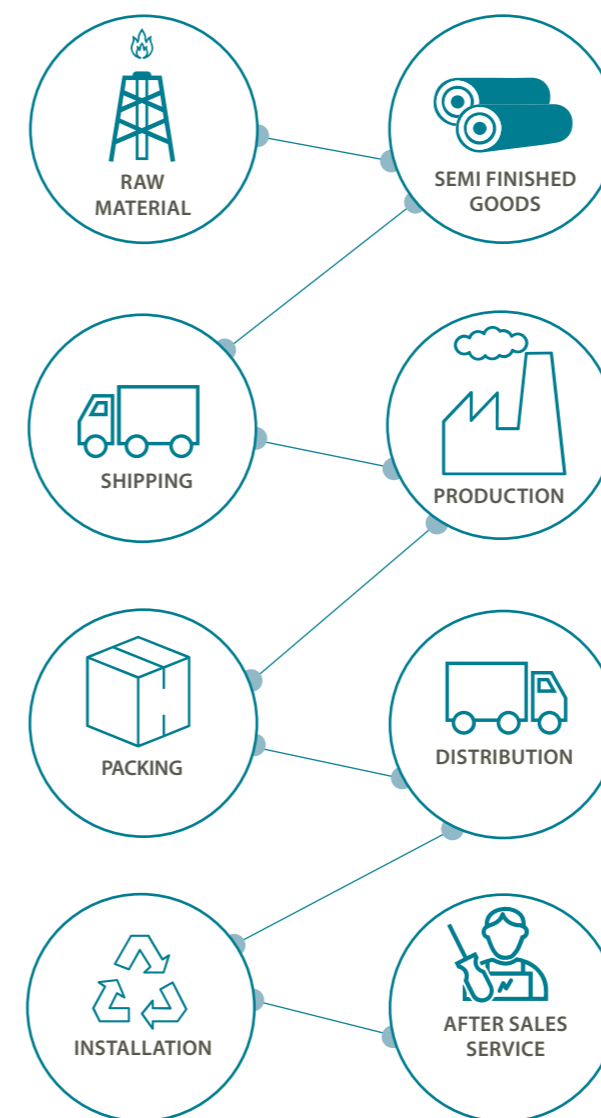 RAW
MATERIAL
SEMI FINISHED
GOODS
SHIPPING
PRODUCTION
PACKING
DISTRIBUTION
INSTALLATION
AFTER SALES
SERVICE